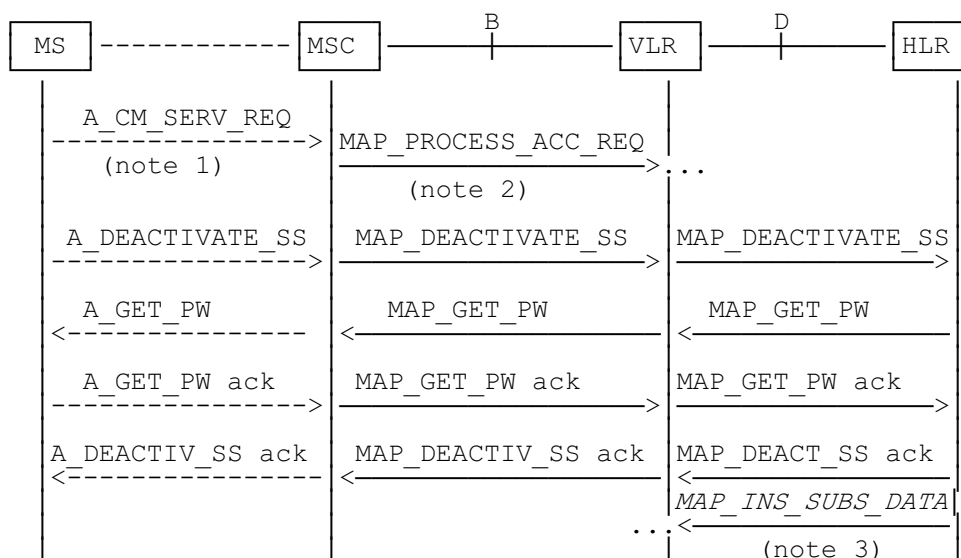 B D
MS MSC VLR HLR
A_CM_SERV_REQ
MAP_PROCESS_ACC_REQ
(note 1) ...
(note 2)
A_DEACTIVATE_SS MAP_DEACTIVATE_SS MAP_DEACTIVATE_SS
A_GET_PW MAP_GET_PW MAP_GET_PW
A_GET_PW ack MAP_GET_PW ack MAP_GET_PW ack
A_DEACTIV_SS ack MAP_DEACTIV_SS ack MAP_DEACT_SS ack
MAP_INS_SUBS_DATA
...
(note 3)